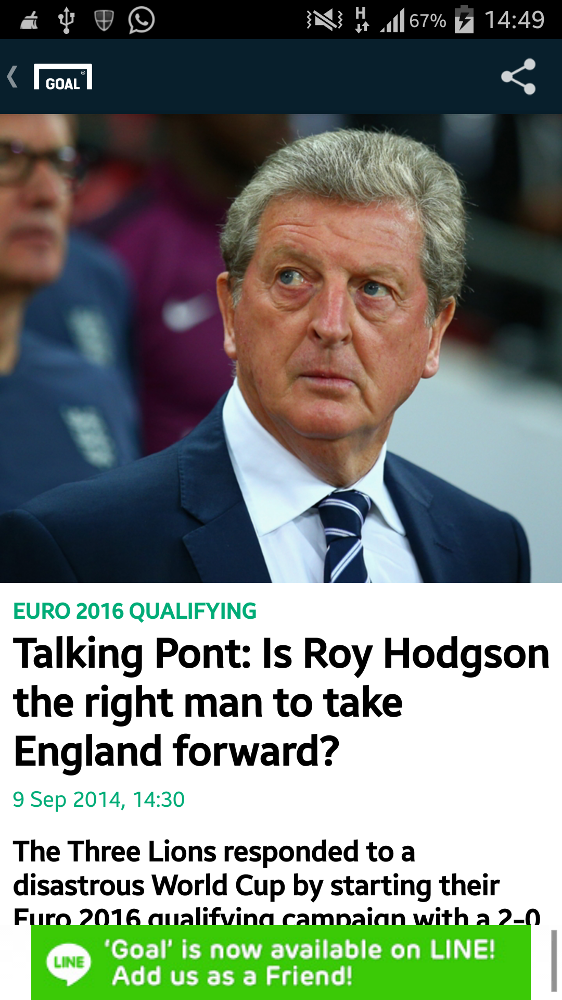 H
67%
14:49
GOAL
EURO 2016 QUALIFYING
Talking Pont: Is Roy Hodgson
the right man to take
England forward?
9 Sep 2014, 14:30
The Three Lions responded to a
disastrous World Cup by starting their
Euro 2016 qualifying campaign with a 2-0
LINE
‘Goal’ is now available on LINE!
Add us as a Friend!